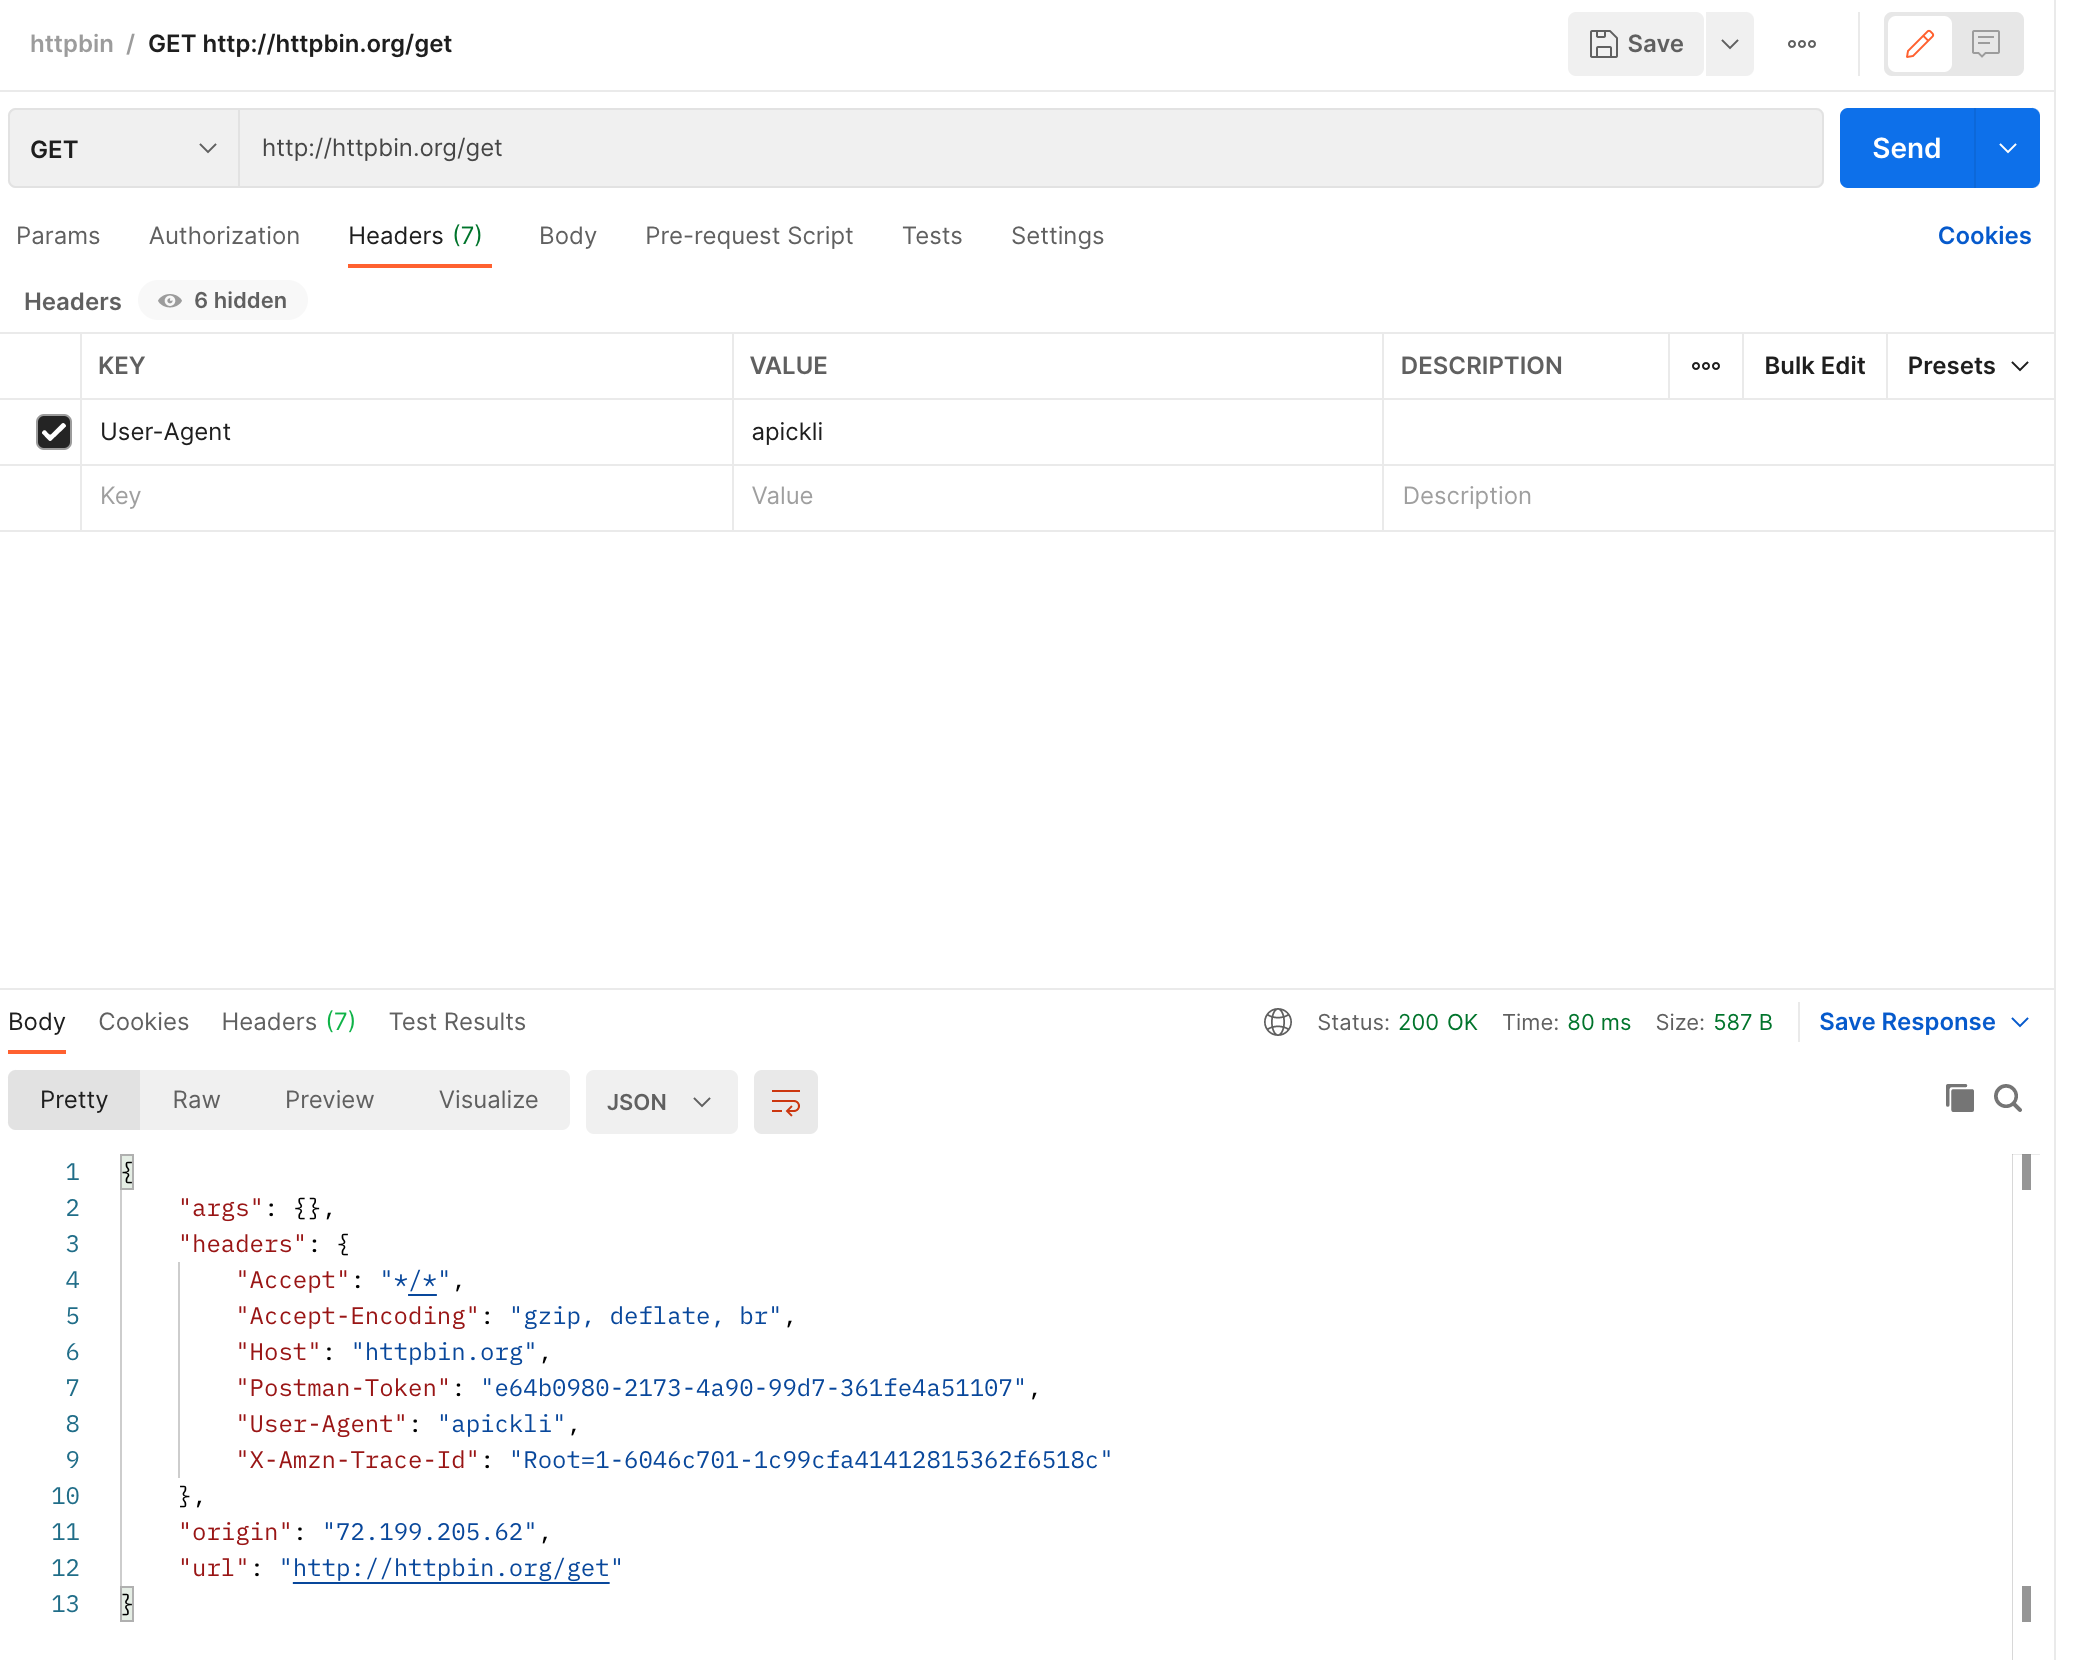 httpbin / GET http://httpbin.org/get Save
GET http://httpbin.org/get Send
Params Authorization Headers (7) Body Pre-request Script Tests Settings Cookies
Headers 6 hidden
KEY VALUE DESCRIPTION Bulk Edit Presets
User-Agent apickli
Key Value Description
Body Cookies Headers (7) Test Results Status: 200 OK Time: 80 ms Size: 587 B Save Response
Pretty Raw Preview Visualize JSON
1 {
2 "args": {},
3 "headers": {
4 "Accept": "*/*",
5 "Accept-Encoding": "gzip, deflate, br",
6 "Host": "httpbin.org",
7 "Postman-Token": "e64b0980-2173-4a90-99d7-361fe4a51107",
8 "User-Agent": "apickli",
9 "X-Amzn-Trace-Id": "Root=1-6046c701-1c99cfa41412815362f6518c"
10 },
11 "origin": "72.199.205.62",
12 "url": "http://httpbin.org/get"
13 }